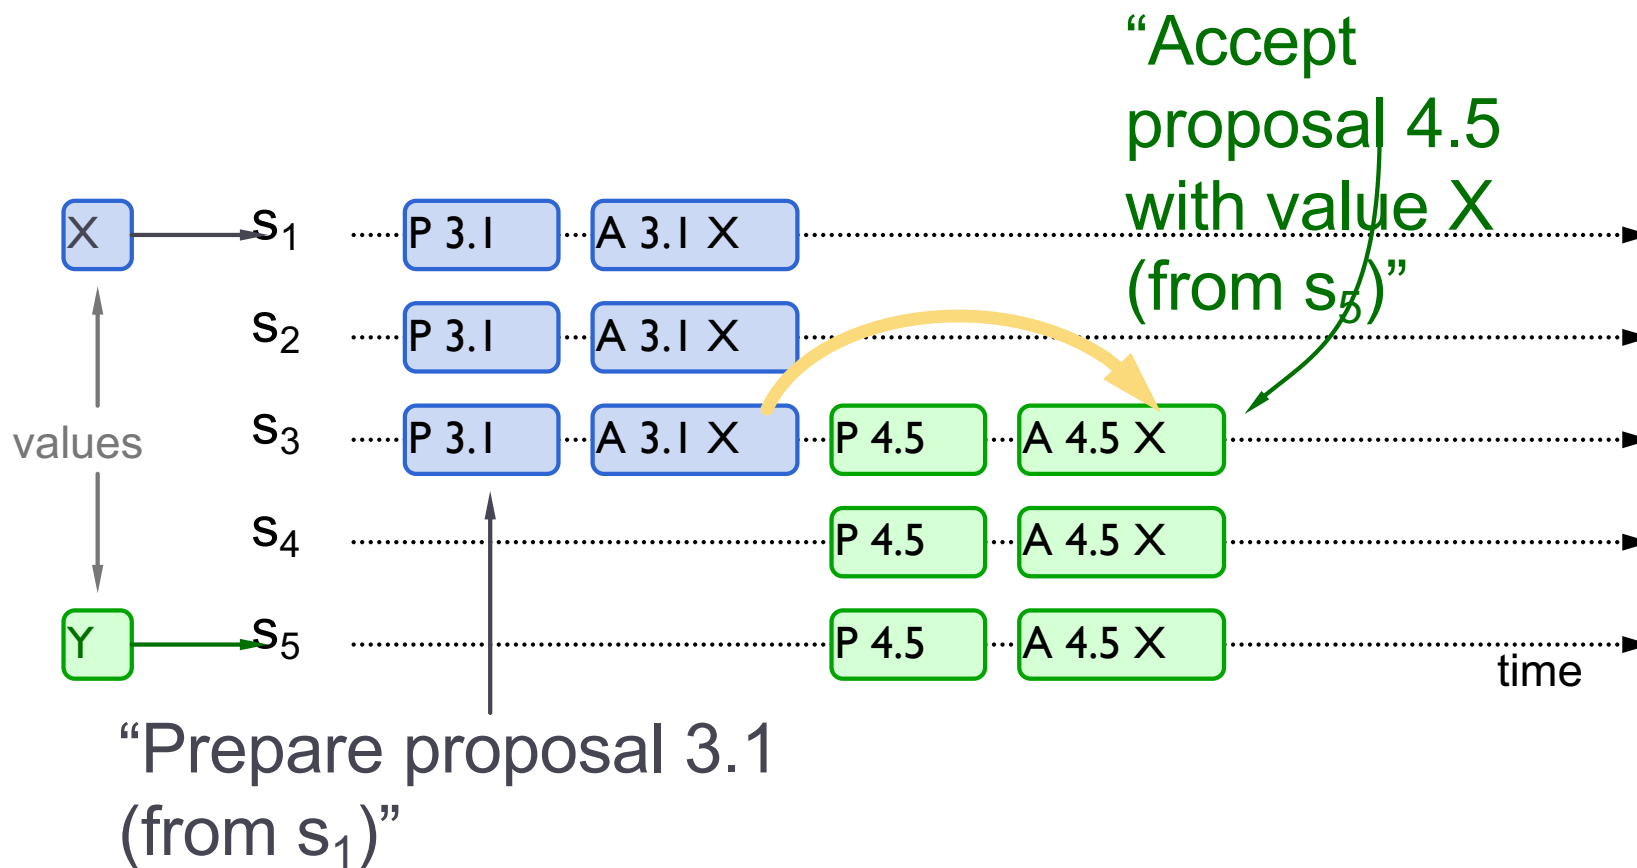 “Accept
proposal 4.5
with value X
(from s₅)”
X s₁ P 3.1 A 3.1 X
s₂ P 3.1 A 3.1 X
values s₃ P 3.1 A 3.1 X P 4.5 A 4.5 X
s₄ P 4.5 A 4.5 X
Y s₅ P 4.5 A 4.5 X
time
“Prepare proposal 3.1
(from s₁)”